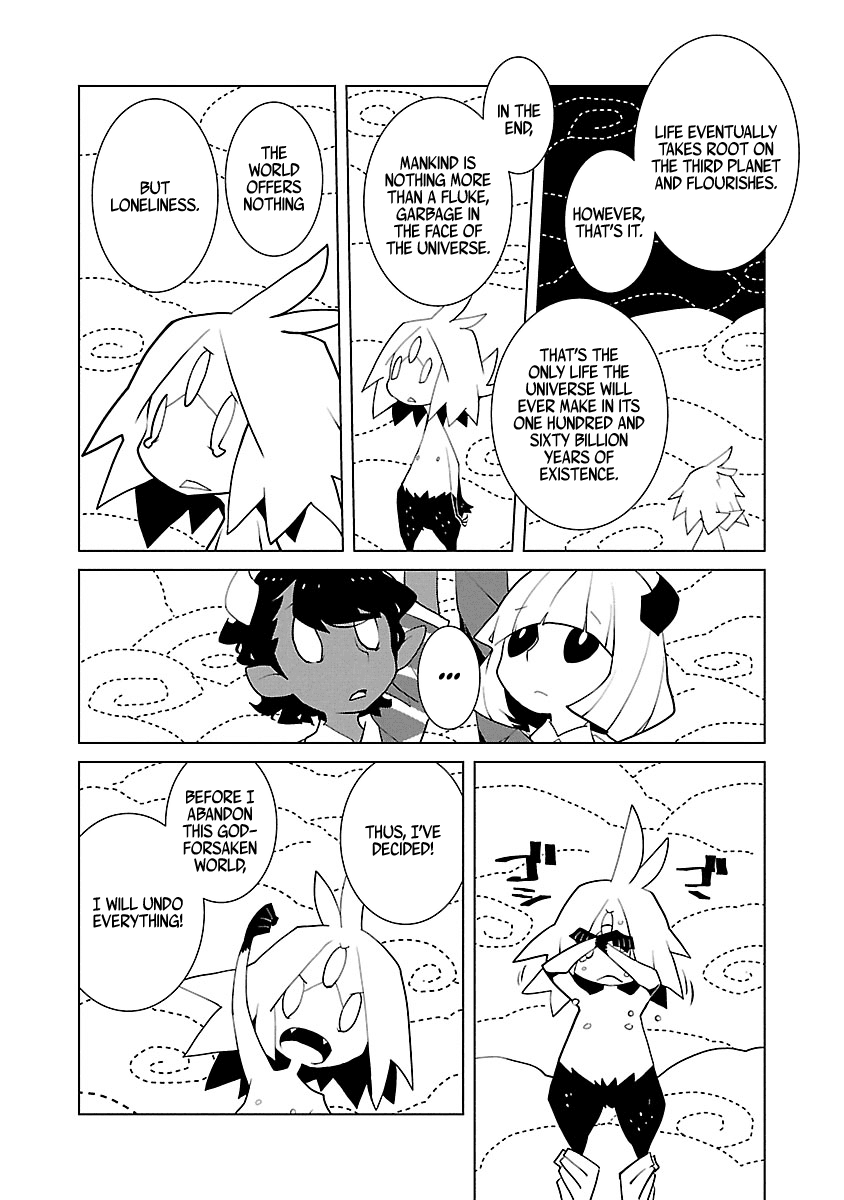 LIFE EVENTUALLY
TAKES ROOT ON
THE THIRD PLANET
AND FLOURISHES.
HOWEVER,
THAT'S IT.
THAT'S THE
ONLY LIFE THE
UNIVERSE WILL
EVER MAKE IN ITS
ONE HUNDRED AND
SIXTY BILLION
YEARS OF
EXISTENCE.
IN THE
END,
MANKIND IS
NOTHING MORE
THAN A FLUKE,
GARBAGE IN
THE FACE OF
THE UNIVERSE.
THE
WORLD
OFFERS
NOTHING
BUT
LONELINESS.
...
ゴ
ゴ
THUS, I'VE
DECIDED!
BEFORE I
ABANDON
THIS GOD-
FORSAKEN
WORLD,
I WILL UNDO
EVERYTHING!